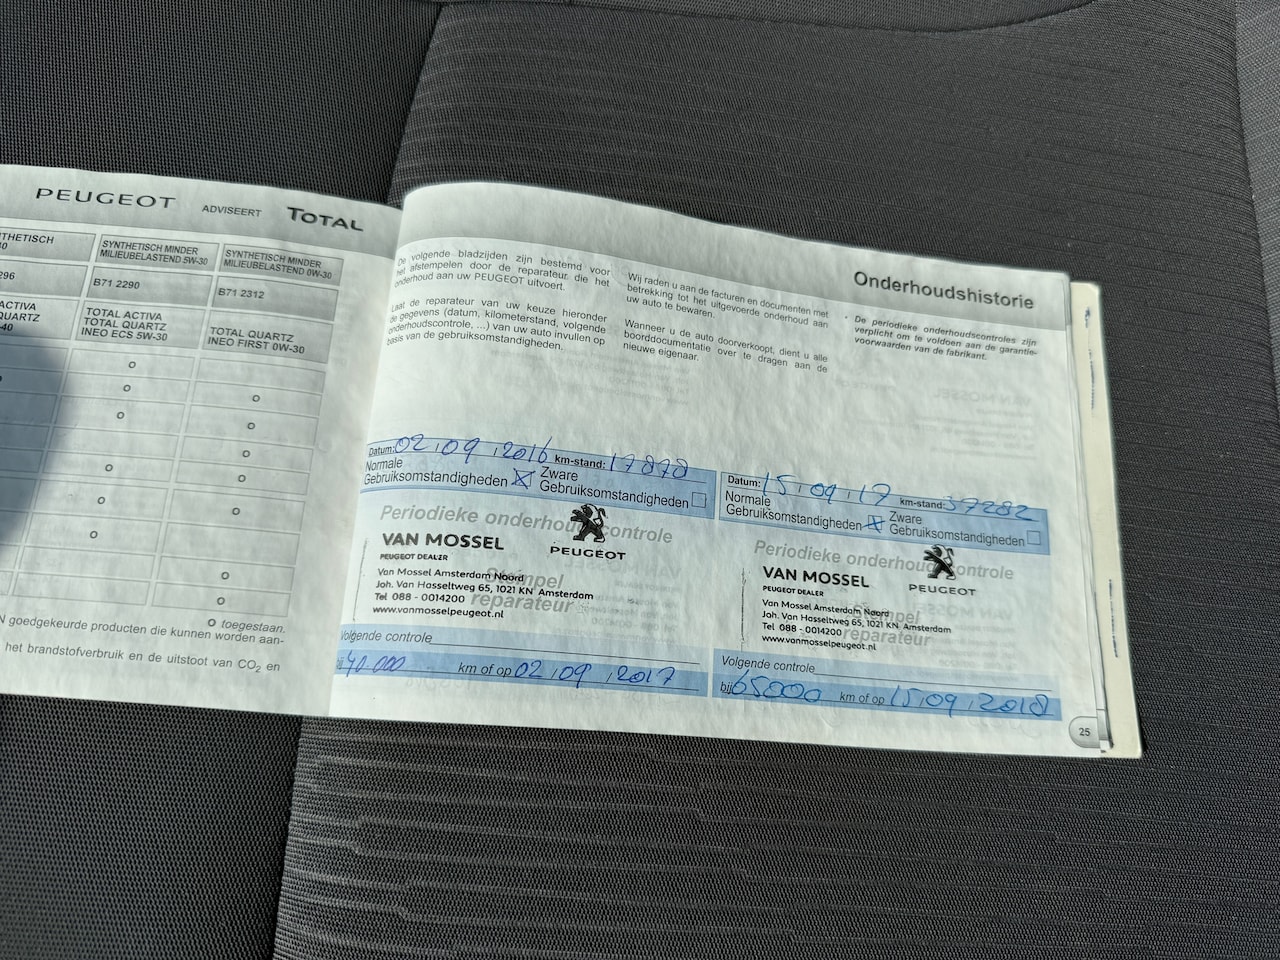 PEUGEOT ADVISEERT TOTAL
SYNTHETISCH MINDER
MILIEUBELASTEND 5W-30
SYNTHETISCH MINDER
MILIEUBELASTEND 0W-30
B71 2290
B71 2312
TOTAL ACTIVA
TOTAL QUARTZ
INEO ECS 5W-30
TOTAL QUARTZ
INEO FIRST 0W-30
o toegestaan.
goedgekeurde producten die kunnen worden aan-
het brandstofverbruik en de uitstoot van CO2 en
Onderhoudshistorie
De volgende bladzijden zijn bestemd voor
het afstempelen door de reparateur die het
onderhoud aan uw PEUGEOT uitvoert.
Laat de reparateur van uw keuze hieronder
de gegevens (datum, kilometerstand, volgende
onderhoudscontrole, ...) van uw auto invullen op
basis van de gebruiksomstandigheden.
Wij raden u aan de facturen en documenten met
betrekking tot het uitgevoerde onderhoud aan
uw auto te bewaren.
Wanneer u de auto doorverkoopt, dient u alle
boorddocumentatie over te dragen aan de
nieuwe eigenaar.
* De periodieke onderhoudscontroles zijn
verplicht om te voldoen aan de garantie-
voorwaarden van de fabrikant.
Datum: 02 09 2016 km-stand: 17878
Normale
Gebruiksomstandigheden
Zware
Gebruiksomstandigheden
Periodieke onderhoudscontrole
VAN MOSSEL
PEUGEOT DEALER
PEUGEOT
Stempel
Van Mossel Amsterdam Noord
Joh. Van Hasseltweg 65, 1021 KN Amsterdam
Tel 088 - 0014200
reparateur
www.vanmosselpeugeot.nl
Volgende controle
bij 40.000 km of op 02 09 2017
Datum: 15 09 17 km-stand: 37282
Normale
Gebruiksomstandigheden
Zware
Gebruiksomstandigheden
Periodieke onderhoudscontrole
VAN MOSSEL
PEUGEOT DEALER
PEUGEOT
Stempel
Van Mossel Amsterdam Noord
Joh. Van Hasseltweg 65, 1021 KN Amsterdam
Tel 088 - 0014200
reparateur
www.vanmosselpeugeot.nl
Volgende controle
bij 65000 km of op 15 09 2018
25